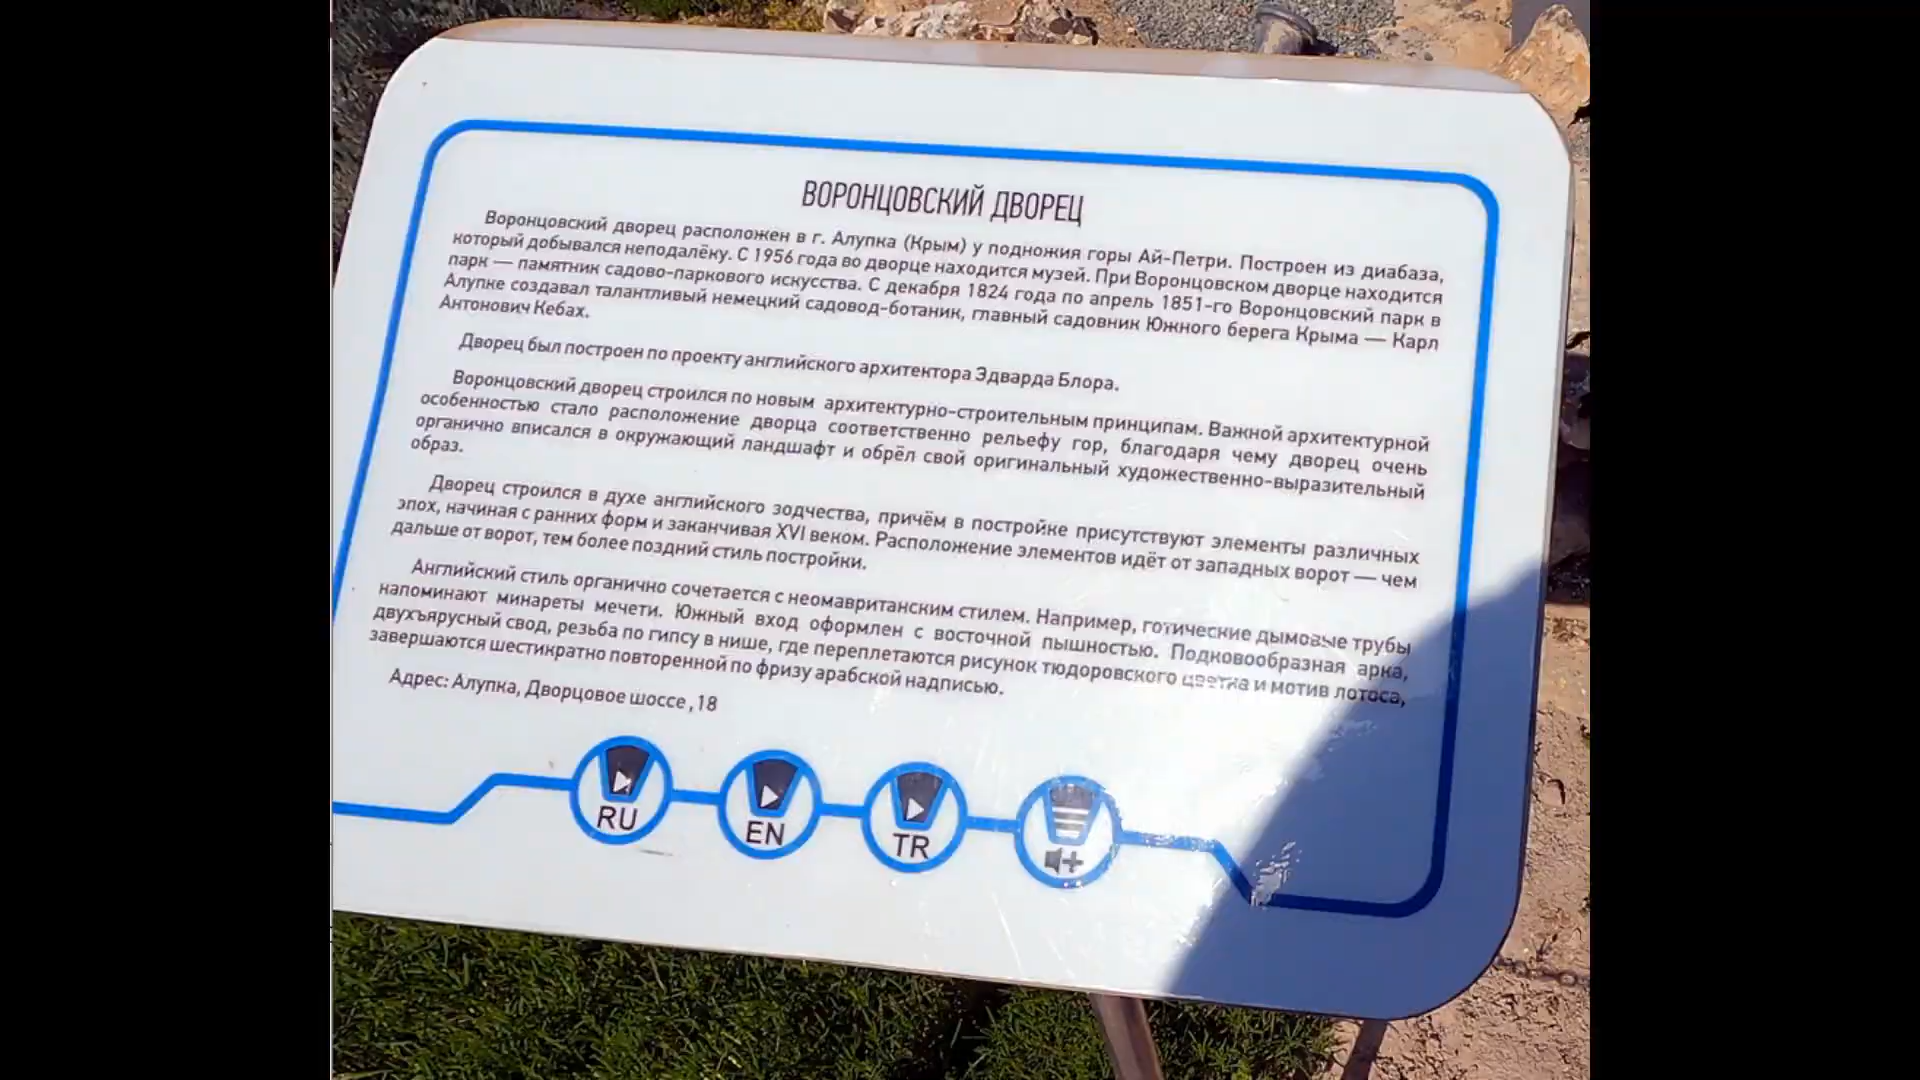 ВОРОНЦОВСКИЙ ДВОРЕЦ
Воронцовский дворец расположен в г. Алупка (Крым) у подножия горы Ай-Петри. Построен из диабаза,
который добывался неподалёку. С 1956 года во дворце находится музей. При Воронцовском дворце находится
парк — памятник садово-паркового искусства. С декабря 1824 года по апрель 1851-го Воронцовский парк в
Алупке создавал талантливый немецкий садовод-ботаник, главный садовник Южного берега Крыма — Карл
Антонович Кебах.
Дворец был построен по проекту английского архитектора Эдварда Блора.
Воронцовский дворец строился по новым архитектурно-строительным принципам. Важной архитектурной
особенностью стало расположение дворца соответственно рельефу гор, благодаря чему дворец очень
органично вписался в окружающий ландшафт и обрёл свой оригинальный художественно-выразительный
образ.
Дворец строился в духе английского зодчества, причём в постройке присутствуют элементы различных
эпох, начиная с ранних форм и заканчивая XVI веком. Расположение элементов идёт от западных ворот — чем
дальше от ворот, тем более поздний стиль постройки.
Английский стиль органично сочетается с неомавританским стилем. Например, готические дымовые трубы
напоминают минареты мечети. Южный вход оформлен с восточной пышностью. Подковообразная арка,
двухъярусный свод, резьба по гипсу в нише, где переплетаются рисунок тюдоровского цветка и мотив лотоса,
завершаются шестикратно повторенной по фризу арабской надписью.
Адрес: Алупка, Дворцовое шоссе ,18
RU
EN
TR